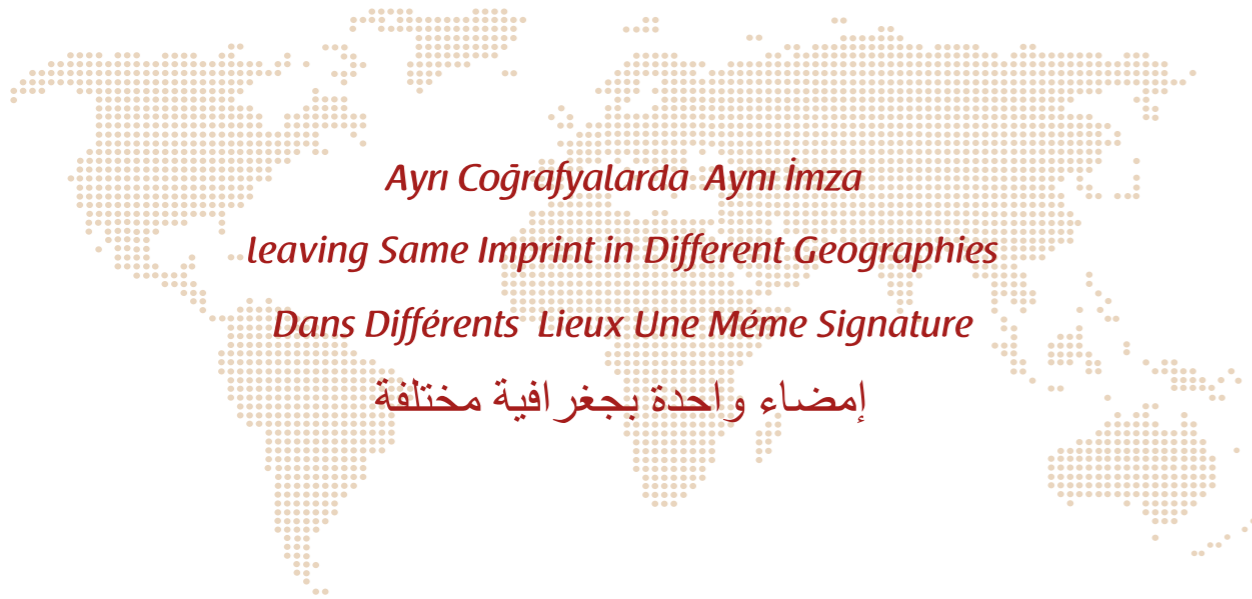 Ayrı Coğrafyalarda Aynı İmza
leaving Same Imprint in Different Geographies
Dans Différents Lieux Une Méme Signature
إمضاء واحدة بجغرافية مختلفة